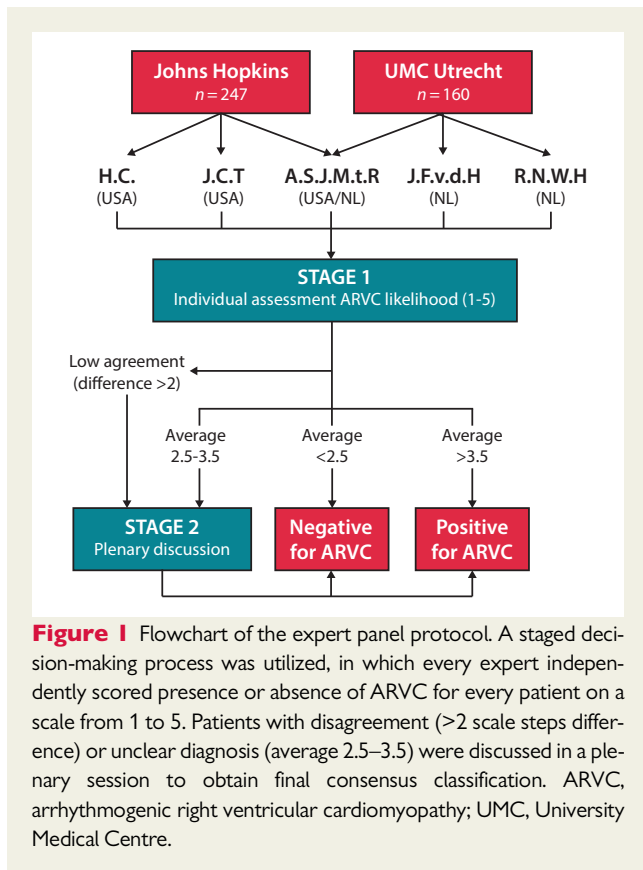 Johns Hopkins
n = 247
UMC Utrecht
n = 160
H.C.
(USA)
J.C.T
(USA)
A.S.J.M.t.R
(USA/NL)
J.F.v.d.H
(NL)
R.N.W.H
(NL)
STAGE 1
Individual assessment ARVC likelihood (1-5)
Low agreement
(difference >2)
Average
2.5-3.5
Average
<2.5
Average
>3.5
STAGE 2
Plenary discussion
Negative
for ARVC
Positive
for ARVC
Figure 1 Flowchart of the expert panel protocol. A staged deci-
sion-making process was utilized, in which every expert indepen-
dently scored presence or absence of ARVC for every patient on a
scale from 1 to 5. Patients with disagreement (>2 scale steps differ-
ence) or unclear diagnosis (average 2.5–3.5) were discussed in a ple-
nary session to obtain final consensus classification. ARVC,
arrhythmogenic right ventricular cardiomyopathy; UMC, University
Medical Centre.